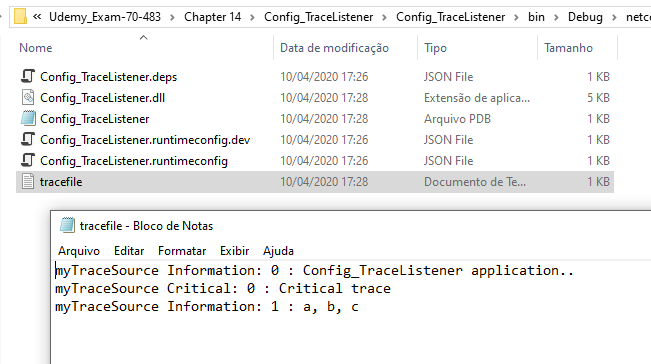 « Udemy_Exam-70-483 > Chapter 14 > Config_TraceListener > Config_TraceListener > bin > Debug > netc
Nome Data de modificação Tipo Tamanho
Config_TraceListener.deps 10/04/2020 17:26 JSON File 1 KB
Config_TraceListener.dll 10/04/2020 17:28 Extensão de aplica... 5 KB
Config_TraceListener 10/04/2020 17:28 Arquivo PDB 1 KB
Config_TraceListener.runtimeconfig.dev 10/04/2020 17:26 JSON File 1 KB
Config_TraceListener.runtimeconfig 10/04/2020 17:26 JSON File 1 KB
tracefile 10/04/2020 17:28 Documento de Te... 1 KB
tracefile - Bloco de Notas
Arquivo Editar Formatar Exibir Ajuda
myTraceSource Information: 0 : Config_TraceListener application..
myTraceSource Critical: 0 : Critical trace
myTraceSource Information: 1 : a, b, c